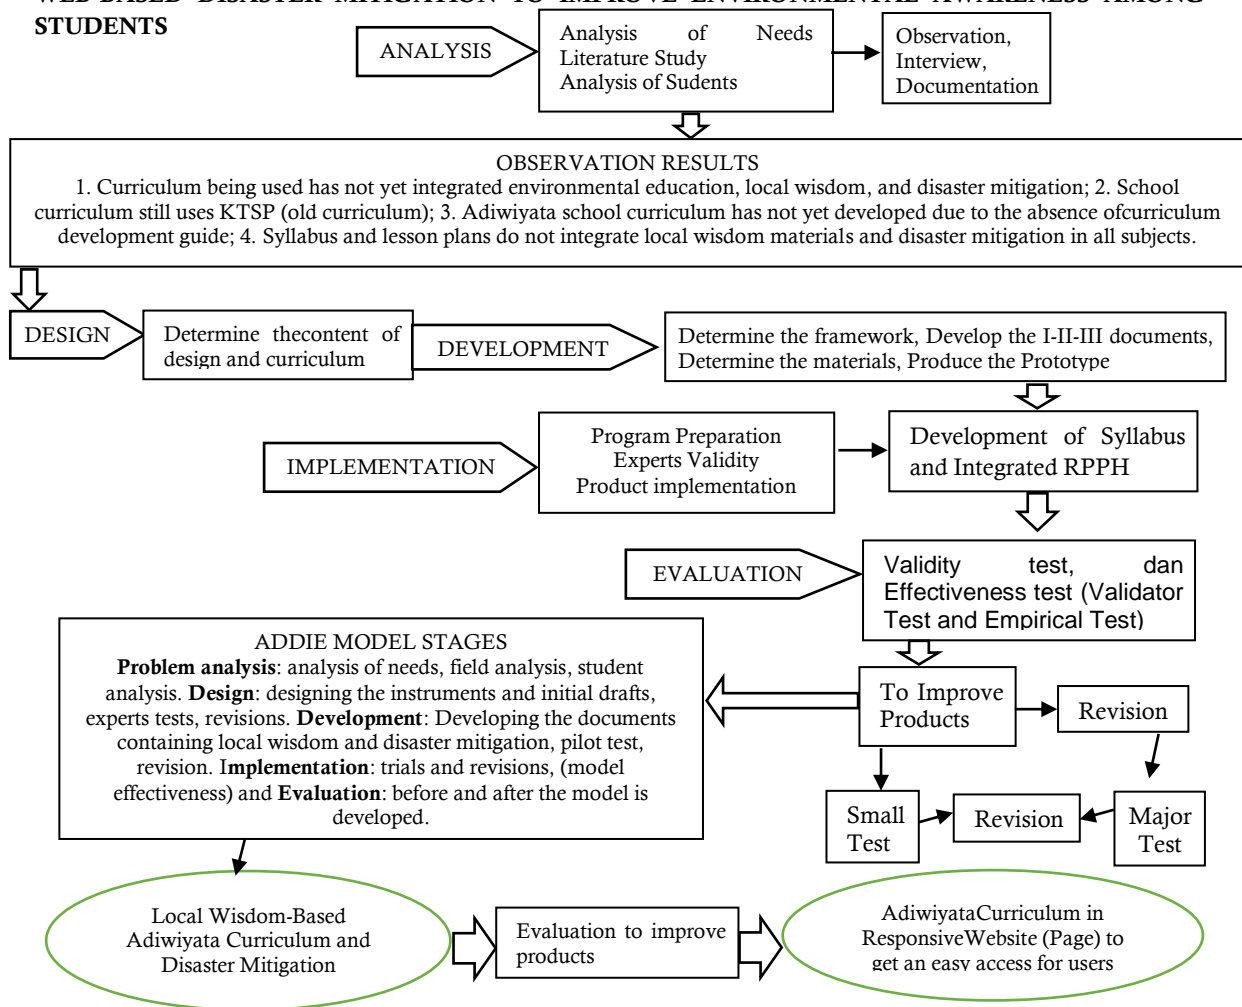 WEB-BASED DISASTER MITIGATION TO IMPROVE ENVIRONMENTAL AWARENESS AMONG
STUDENTS
ANALYSIS
Analysis of Needs
Literature Study
Analysis of Sudents
Observation,
Interview,
Documentation
OBSERVATION RESULTS
1. Curriculum being used has not yet integrated environmental education, local wisdom, and disaster mitigation; 2. School
curriculum still uses KTSP (old curriculum); 3. Adiwiyata school curriculum has not yet developed due to the absence ofcurriculum
development guide; 4. Syllabus and lesson plans do not integrate local wisdom materials and disaster mitigation in all subjects.
DESIGN
Determine thecontent of
design and curriculum
DEVELOPMENT
Determine the framework, Develop the I-II-III documents,
Determine the materials, Produce the Prototype
IMPLEMENTATION
Program Preparation
Experts Validity
Product implementation
Development of Syllabus
and Integrated RPPH
EVALUATION
Validity test, dan
Effectiveness test (Validator
Test and Empirical Test)
ADDIE MODEL STAGES
Problem analysis: analysis of needs, field analysis, student
analysis. Design: designing the instruments and initial drafts,
experts tests, revisions. Development: Developing the documents
containing local wisdom and disaster mitigation, pilot test,
revision. Implementation: trials and revisions, (model
effectiveness) and Evaluation: before and after the model is
developed.
To Improve
Products
Revision
Small
Test
Revision
Major
Test
Local Wisdom-Based
Adiwiyata Curriculum and
Disaster Mitigation
Evaluation to improve
products
AdiwiyataCurriculum in
ResponsiveWebsite (Page) to
get an easy access for users